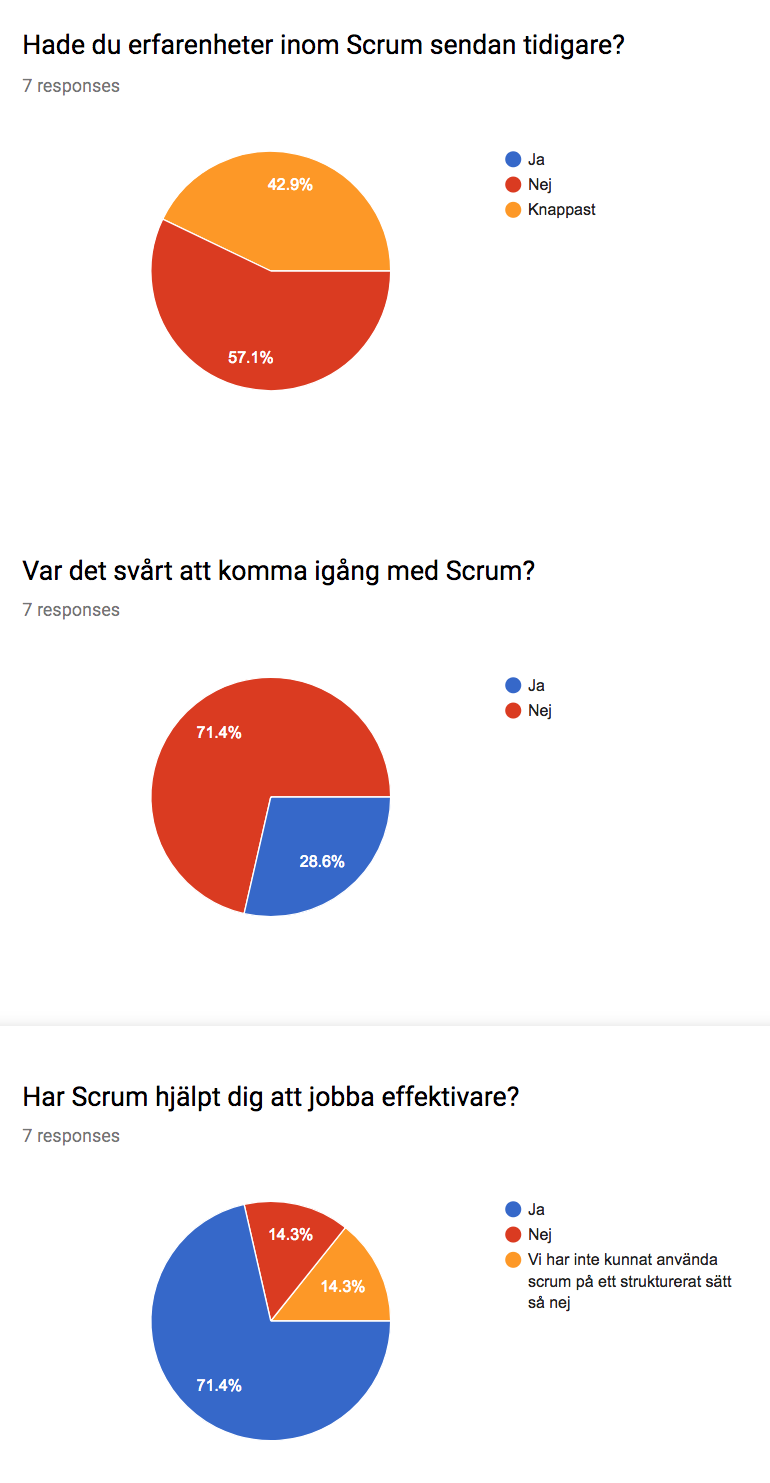 Hade du erfarenheter inom Scrum sendan tidigare?
7 responses
Ja
Nej
Knappast
42.9%
57.1%
Var det svårt att komma igång med Scrum?
7 responses
Ja
Nej
71.4%
28.6%
Har Scrum hjälpt dig att jobba effektivare?
7 responses
Ja
Nej
Vi har inte kunnat använda
scrum på ett strukturerat sätt
så nej
14.3%
14.3%
71.4%